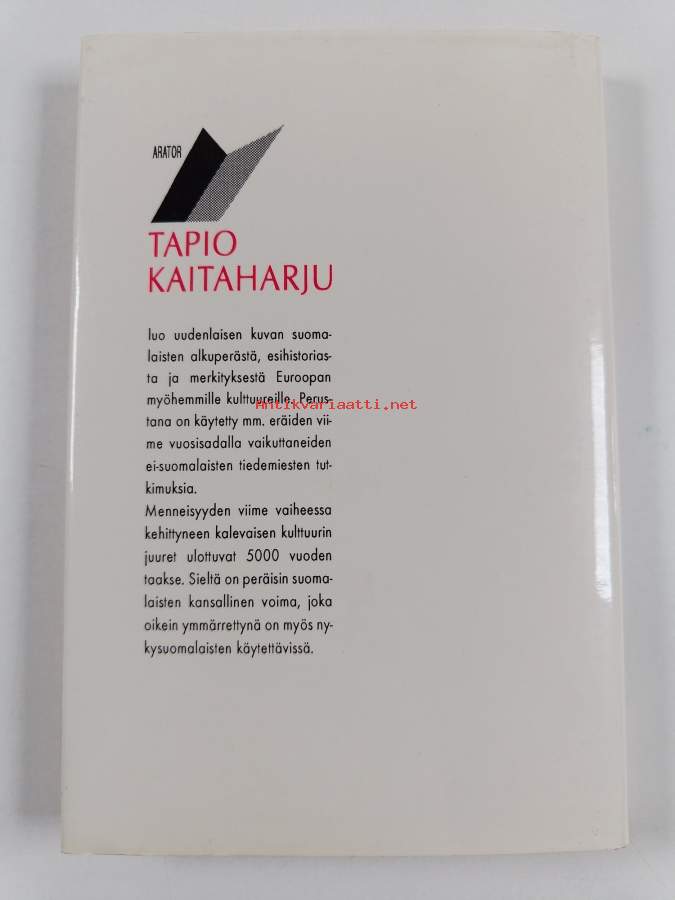 ARATOR
TAPIO
KAITAHARJU
luo uudenlaisen kuvan suoma-
laisten alkuperästä, esihistorias-
ta ja merkityksestä Euroopan
myöhemmille kulttuureille. Perus-
Antikvariaatti.net
tana on käytetty mm. eräiden vii-
me vuosisadalla vaikuttaneiden
ei-suomalaisten tiedemiesten tut-
kimuksia.
Menneisyyden viime vaiheessa
kehittyneen kalevaisen kulttuurin
juuret ulottuvat 5000 vuoden
taakse. Sieltä on peräisin suoma-
laisten kansallinen voima, joka
oikein ymmärrettynä on myös ny-
kysuomalaisten käytettävissä.